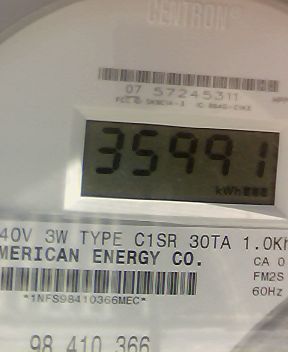 CENTRON®
07 57245311
35991
kWh
40V 3W TYPE C1SR 30TA 1.0Kh
MERICAN ENERGY CO.
CA 0
FM2S
60Hz
*1NFS98410366MEC*
98 410 366